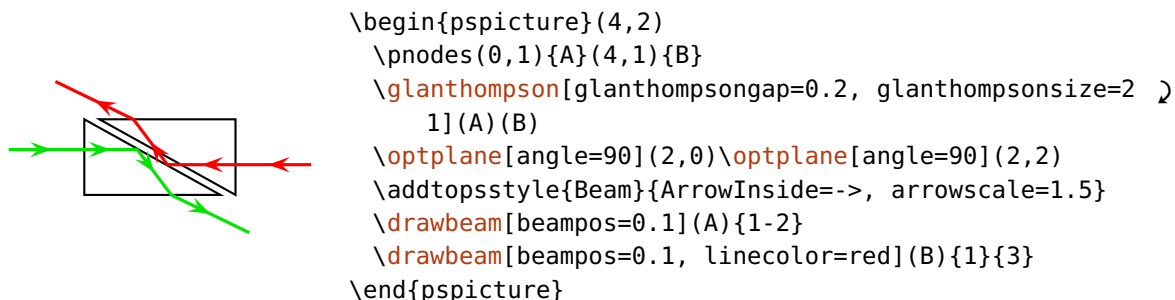 \begin{pspicture}(4,2)
\pnodes(0,1){A}(4,1){B}
\glanthompson[glanthompsongap=0.2, glanthompsonsize=2
1](A)(B)
\optplane[angle=90](2,0)\optplane[angle=90](2,2)
\addtopsstyle{Beam}{ArrowInside=->, arrowscale=1.5}
\drawbeam[beampos=0.1](A){1-2}
\drawbeam[beampos=0.1, linecolor=red](B){1}{3}
\end{pspicture}